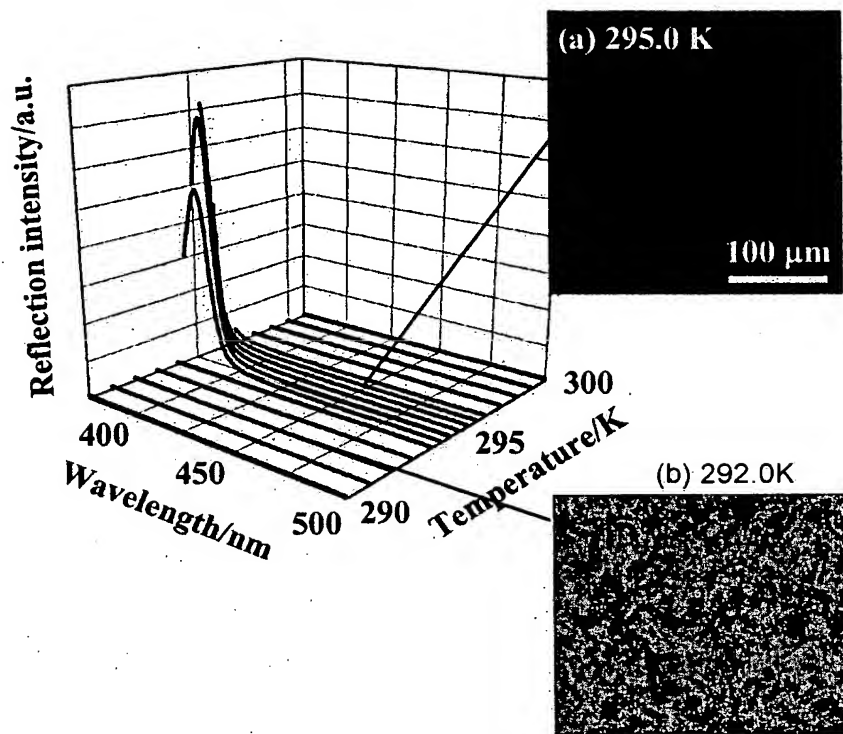 (a) 295.0 K
100 μm
Reflection intensity/a.u.
400
450
500
Wavelength/nm
290
295
300
Temperature/K
(b) 292.0K